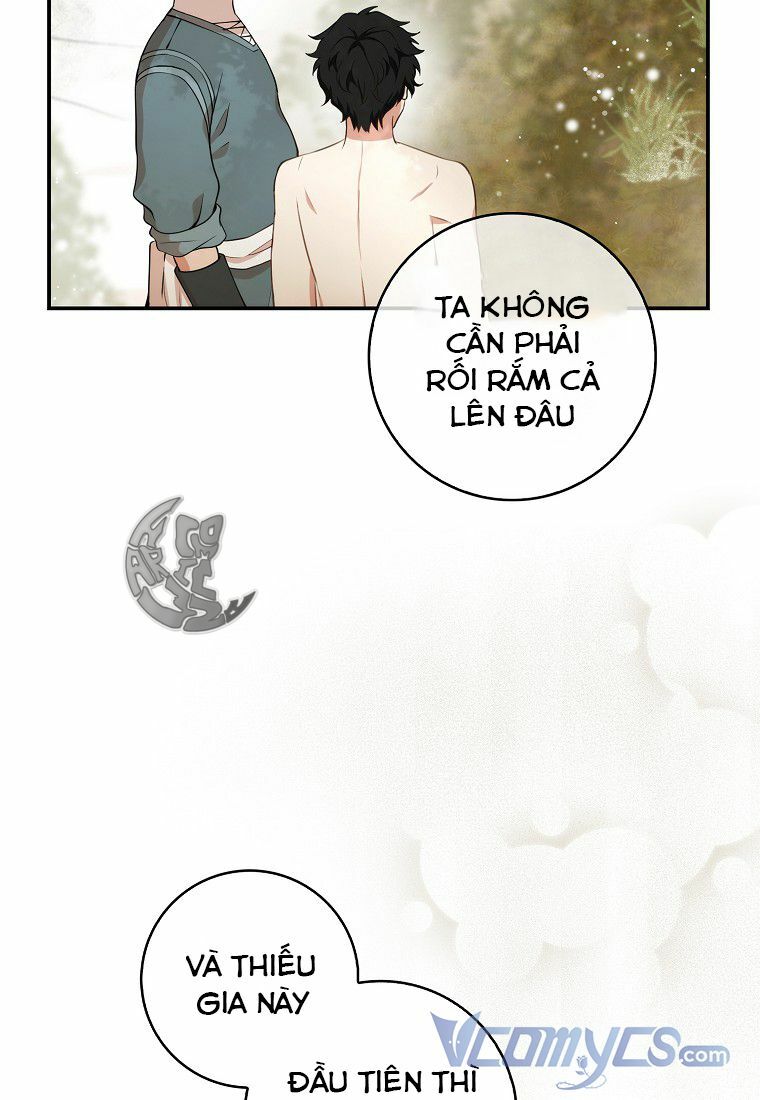 TA KHÔNG
CẦN PHẢI
RỐI RẮM CẢ
LÊN ĐÂU
VÀ THIẾU
GIA NÀY
ĐẦU TIÊN THÌ
VCOMYCS.com